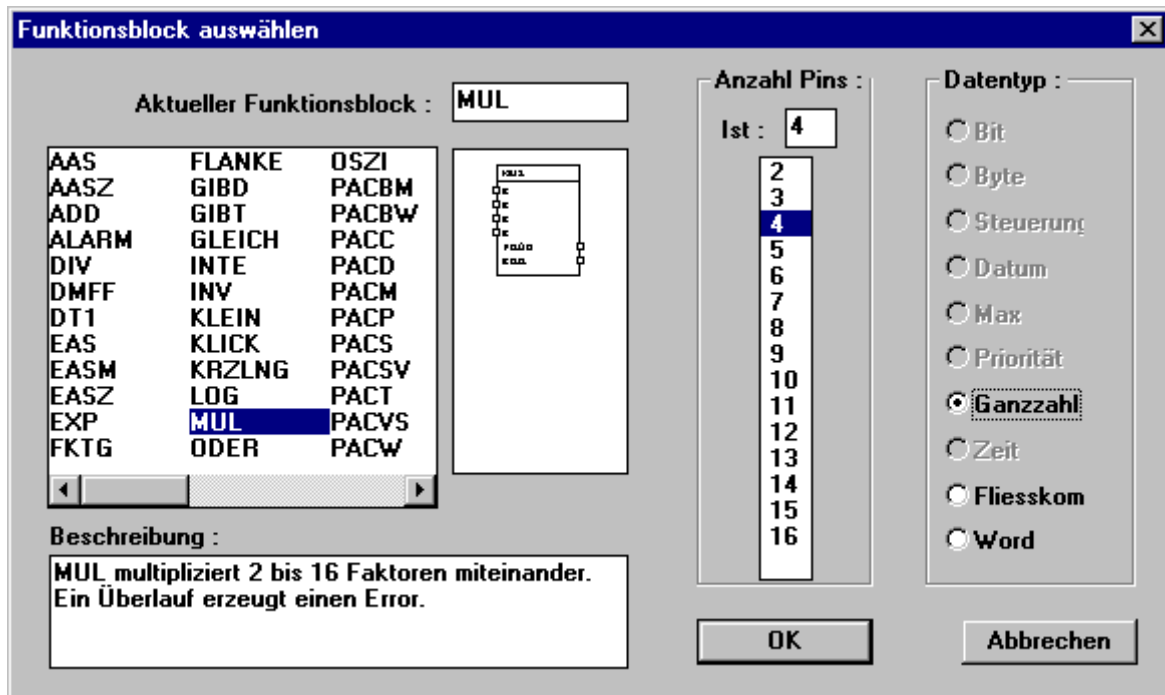 Funktionsblock auswählen
Aktueller Funktionsblock :
MUL
AAS FLANKE OSZI
AASZ GIBD PACBM
ADD GIBT PACBW
ALARM GLEICH PACC
DIV INTE PACD
DMFF INV PACM
DT1 KLEIN PACP
EAS KLICK PACS
EASM KRZLNG PACSV
EASZ LOG PACT
EXP MUL PACVS
FKTG ODER PACW
Beschreibung :
MUL multipliziert 2 bis 16 Faktoren miteinander.
Ein Überlauf erzeugt einen Error.
Anzahl Pins :
Ist : 4
2
3
4
5
6
7
8
9
10
11
12
13
14
15
16
OK
Datentyp :
Bit
Byte
Steuerung
Datum
Max
Priorität
Ganzzahl
Zeit
Fliesskom
Word
Abbrechen